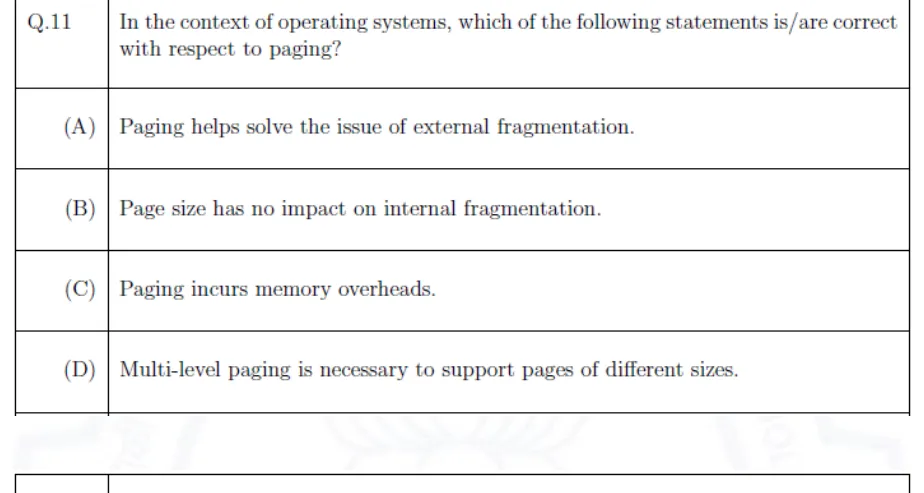 Q.11 In the context of operating systems, which of the following statements is/are correct
with respect to paging?
(A) Paging helps solve the issue of external fragmentation.
(B) Page size has no impact on internal fragmentation.
(C) Paging incurs memory overheads.
(D) Multi-level paging is necessary to support pages of different sizes.